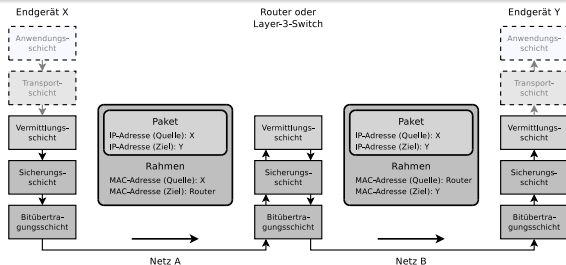 Endgerät X
Router oder
Layer-3-Switch
Endgerät Y
Anwendungs-
schicht
Transport-
schicht
Vermittlungs-
schicht
Sicherungs-
schicht
Bitübertra-
gungsschicht
Paket
IP-Adresse (Quelle): X
IP-Adresse (Ziel): Y
Rahmen
MAC-Adresse (Quelle): X
MAC-Adresse (Ziel): Router
Vermittlungs-
schicht
Sicherungs-
schicht
Bitübertra-
gungsschicht
Paket
IP-Adresse (Quelle): X
IP-Adresse (Ziel): Y
Rahmen
MAC-Adresse (Quelle): Router
MAC-Adresse (Ziel): Y
Anwendungs-
schicht
Transport-
schicht
Vermittlungs-
schicht
Sicherungs-
schicht
Bitübertra-
gungsschicht
Netz A
Netz B